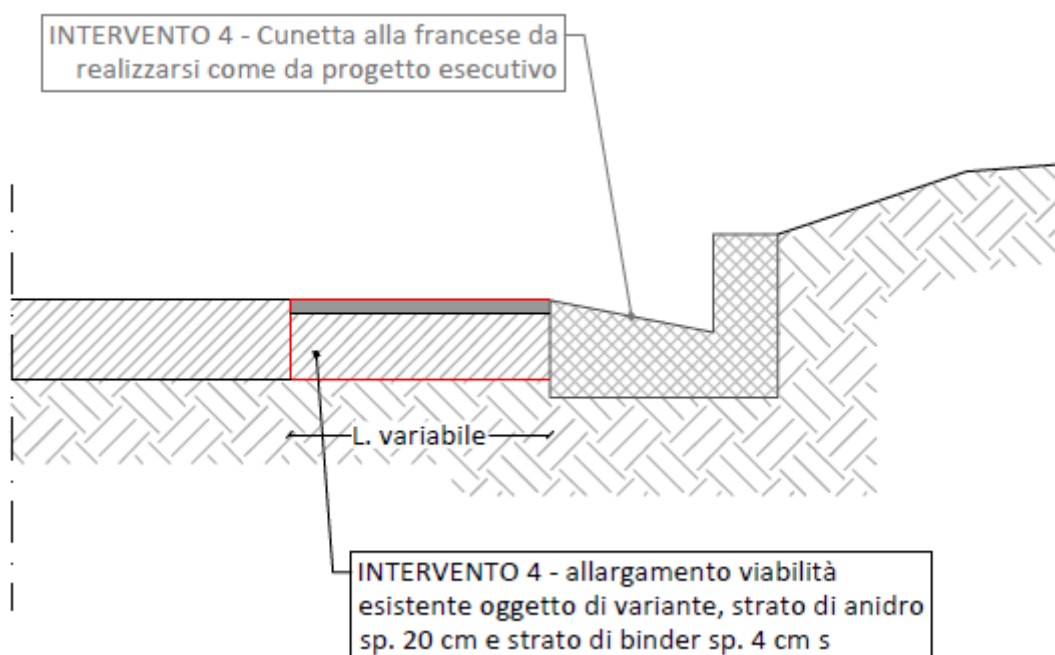 INTERVENTO 4 - Cunetta alla francese da
realizzarsi come da progetto esecutivo
L. variabile
INTERVENTO 4 - allargamento viabilità
esistente oggetto di variante, strato di anidro
sp. 20 cm e strato di binder sp. 4 cm s